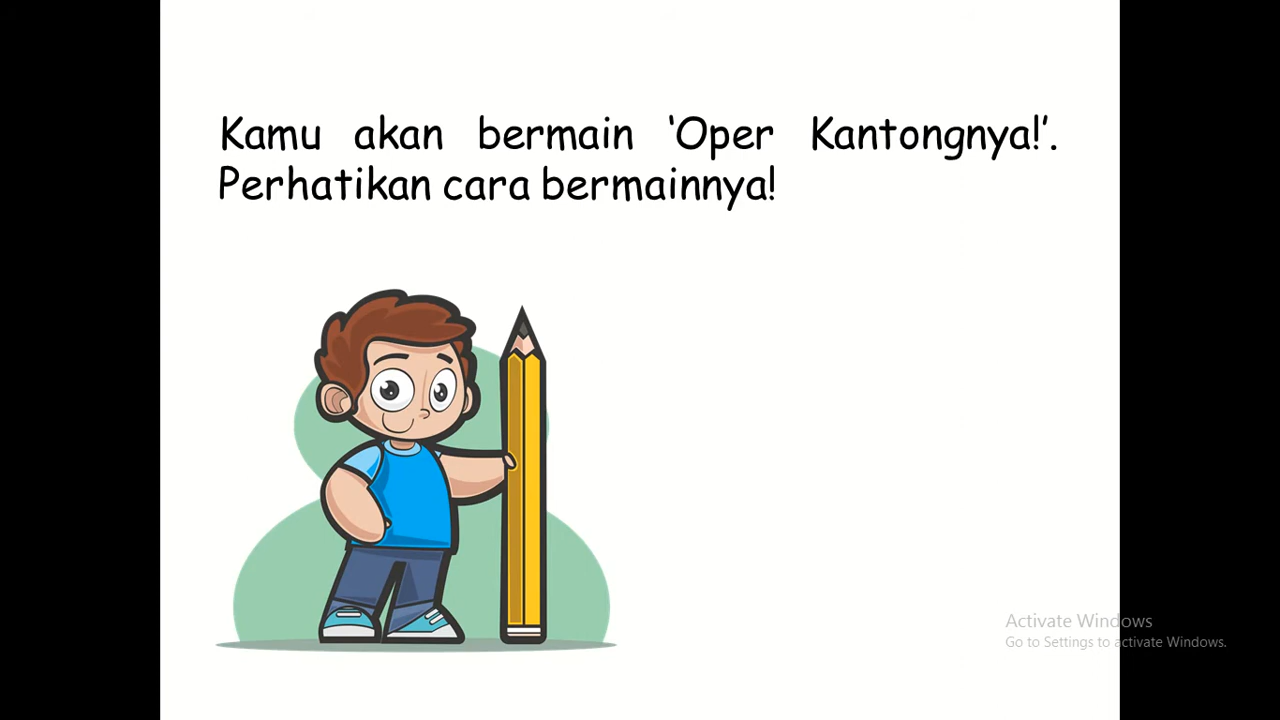 Kamu akan bermain ‘Oper Kantongnya!’.
Perhatikan cara bermainnya!
Activate Windows
Go to Settings to activate Windows.